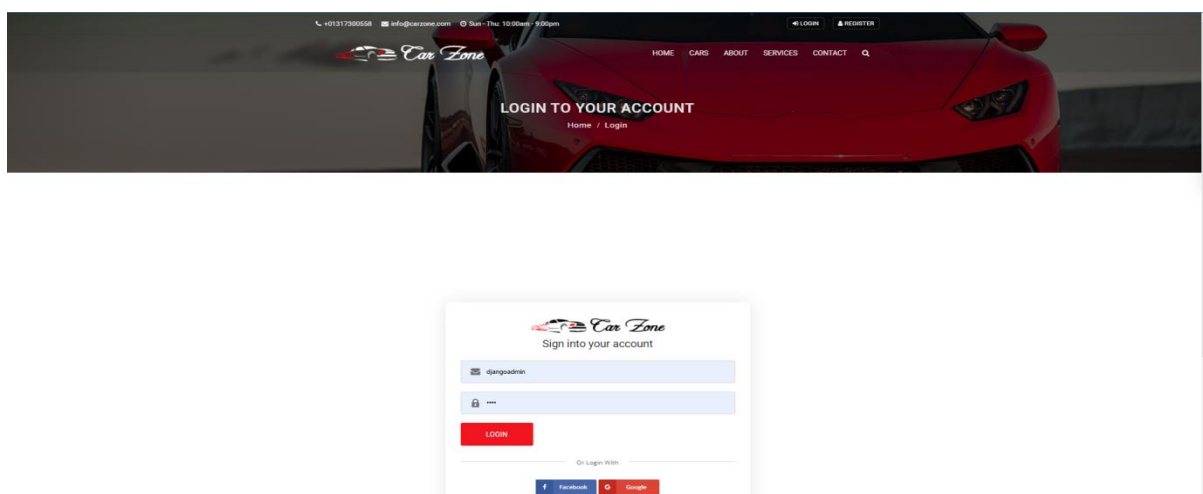 +01317300558 info@carzone.com Sun - Thu: 10:00am - 9:00pm LOGIN REGISTER
Car Zone HOME CARS ABOUT SERVICES CONTACT
LOGIN TO YOUR ACCOUNT
Home / Login
Car Zone
Sign into your account
djangoadmin
••••
LOGIN
Or Login With
f Facebook G Google